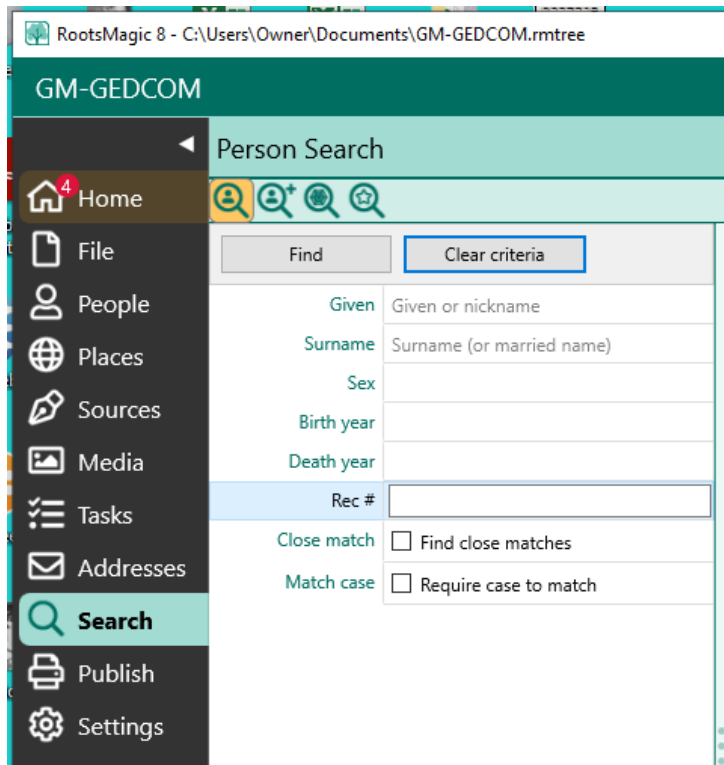 RootsMagic 8 - C:\Users\Owner\Documents\GM-GEDCOM.rmtree
GM-GEDCOM
Person Search
4
Home
File
People
Places
Sources
Media
Tasks
Addresses
Search
Publish
Settings
Find Clear criteria
Given Given or nickname
Surname Surname (or married name)
Sex
Birth year
Death year
Rec #
Close match Find close matches
Match case Require case to match